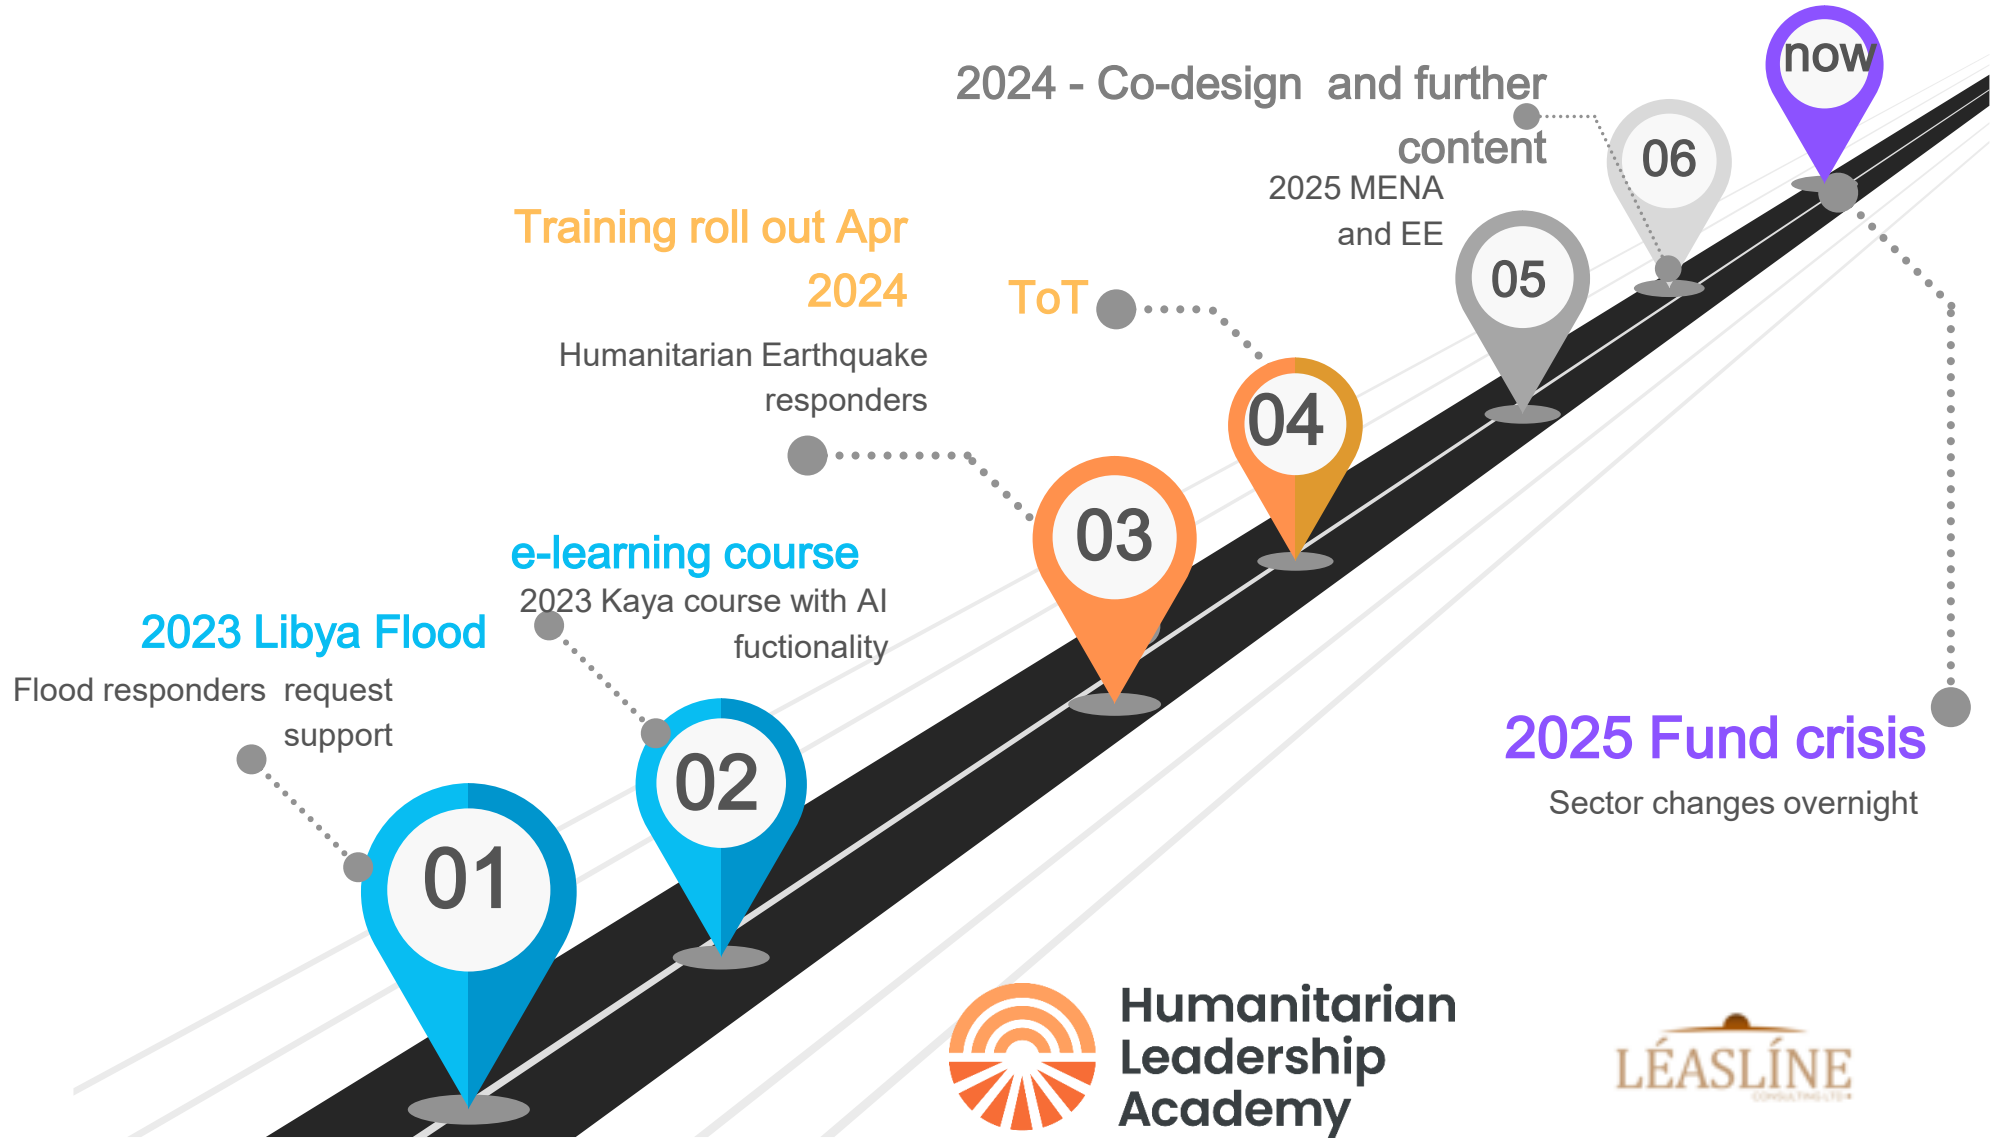 2023 Libya Flood
Flood responders request
support
01
e-learning course
2023 Kaya course with AI
fuctionality
02
Training roll out Apr
2024
Humanitarian Earthquake
responders
03
ToT
04
2025 MENA
and EE
05
2024 - Co-design and further
content
06
now
2025 Fund crisis
Sector changes overnight
Humanitarian
Leadership
Academy
LÉASLÍNE
CONSULTING LTD